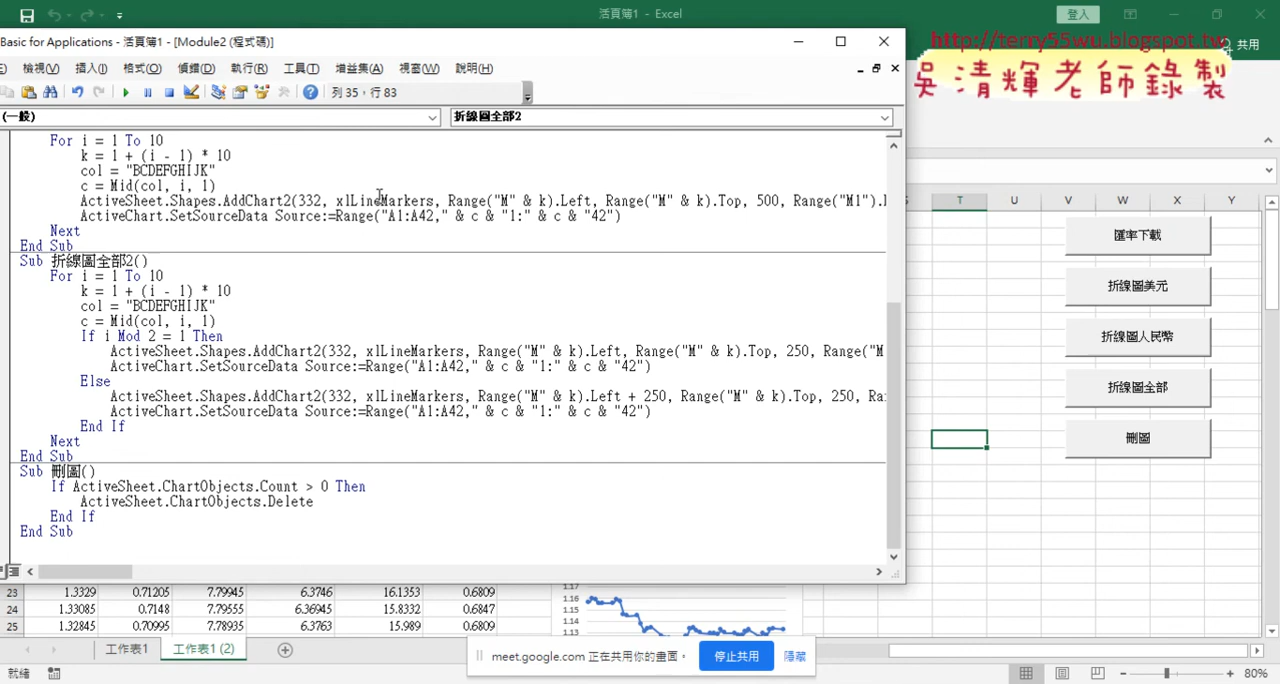 活頁簿1 - Excel
登入
共用
http://terry55wu.blogspot.tw
吳清輝老師錄製
Basic for Applications - 活頁簿1 - [Module2 (程式碼)]
檢視(V) 插入(I) 格式(O) 偵錯(D) 執行(R) 工具(T) 增益集(A) 視窗(W) 說明(H)
列 35，行 83
(一般)
折線圖全部2
For i = 1 To 10
k = 1 + (i - 1) * 10
col = "BCDEFGHIJK"
c = Mid(col, i, 1)
ActiveSheet.Shapes.AddChart2(332, xlLineMarkers, Range("M" & k).Left, Range("M" & k).Top, 500, Range("M1").
ActiveChart.SetSourceData Source:=Range("A1:A42," & c & "1:" & c & "42")
Next
End Sub
Sub 折線圖全部2()
For i = 1 To 10
k = 1 + (i - 1) * 10
col = "BCDEFGHIJK"
c = Mid(col, i, 1)
If i Mod 2 = 1 Then
ActiveSheet.Shapes.AddChart2(332, xlLineMarkers, Range("M" & k).Left, Range("M" & k).Top, 250, Range("M
ActiveChart.SetSourceData Source:=Range("A1:A42," & c & "1:" & c & "42")
Else
ActiveSheet.Shapes.AddChart2(332, xlLineMarkers, Range("M" & k).Left + 250, Range("M" & k).Top, 250, Ra
ActiveChart.SetSourceData Source:=Range("A1:A42," & c & "1:" & c & "42")
End If
Next
End Sub
Sub 刪圖()
If ActiveSheet.ChartObjects.Count > 0 Then
ActiveSheet.ChartObjects.Delete
End If
End Sub
T U V W X Y
匯率下載
折線圖美元
折線圖人民幣
折線圖全部
刪圖
23 1.3329 0.71205 7.79945 6.3746 16.1353 0.6809
24 1.33085 0.7148 7.79555 6.36945 15.8332 0.6847
25 1.32845 0.70995 7.78935 6.3763 15.989 0.6809
1.17
1.16
1.15
1.14
1.13
工作表1 工作表1 (2)
meet.google.com 正在共用你的畫面。 停止共用 隱藏
就緒
80%